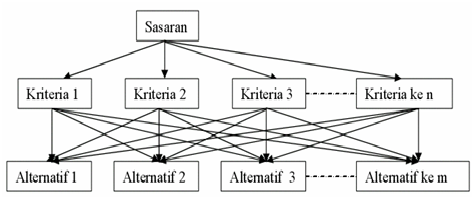 Sasaran
Kriteria 1
Kriteria 2
Kriteria 3
Kriteria ke n
Alternatif 1
Alternatif 2
Alternatif 3
Alternatif ke m